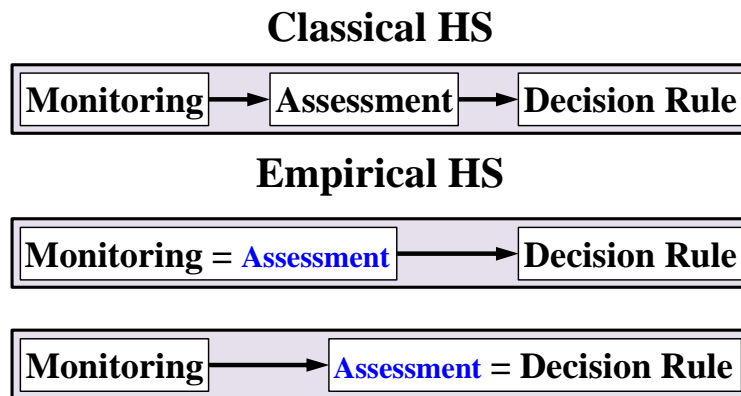 Classical HS
Monitoring Assessment Decision Rule
Empirical HS
Monitoring = Assessment Decision Rule
Monitoring Assessment = Decision Rule